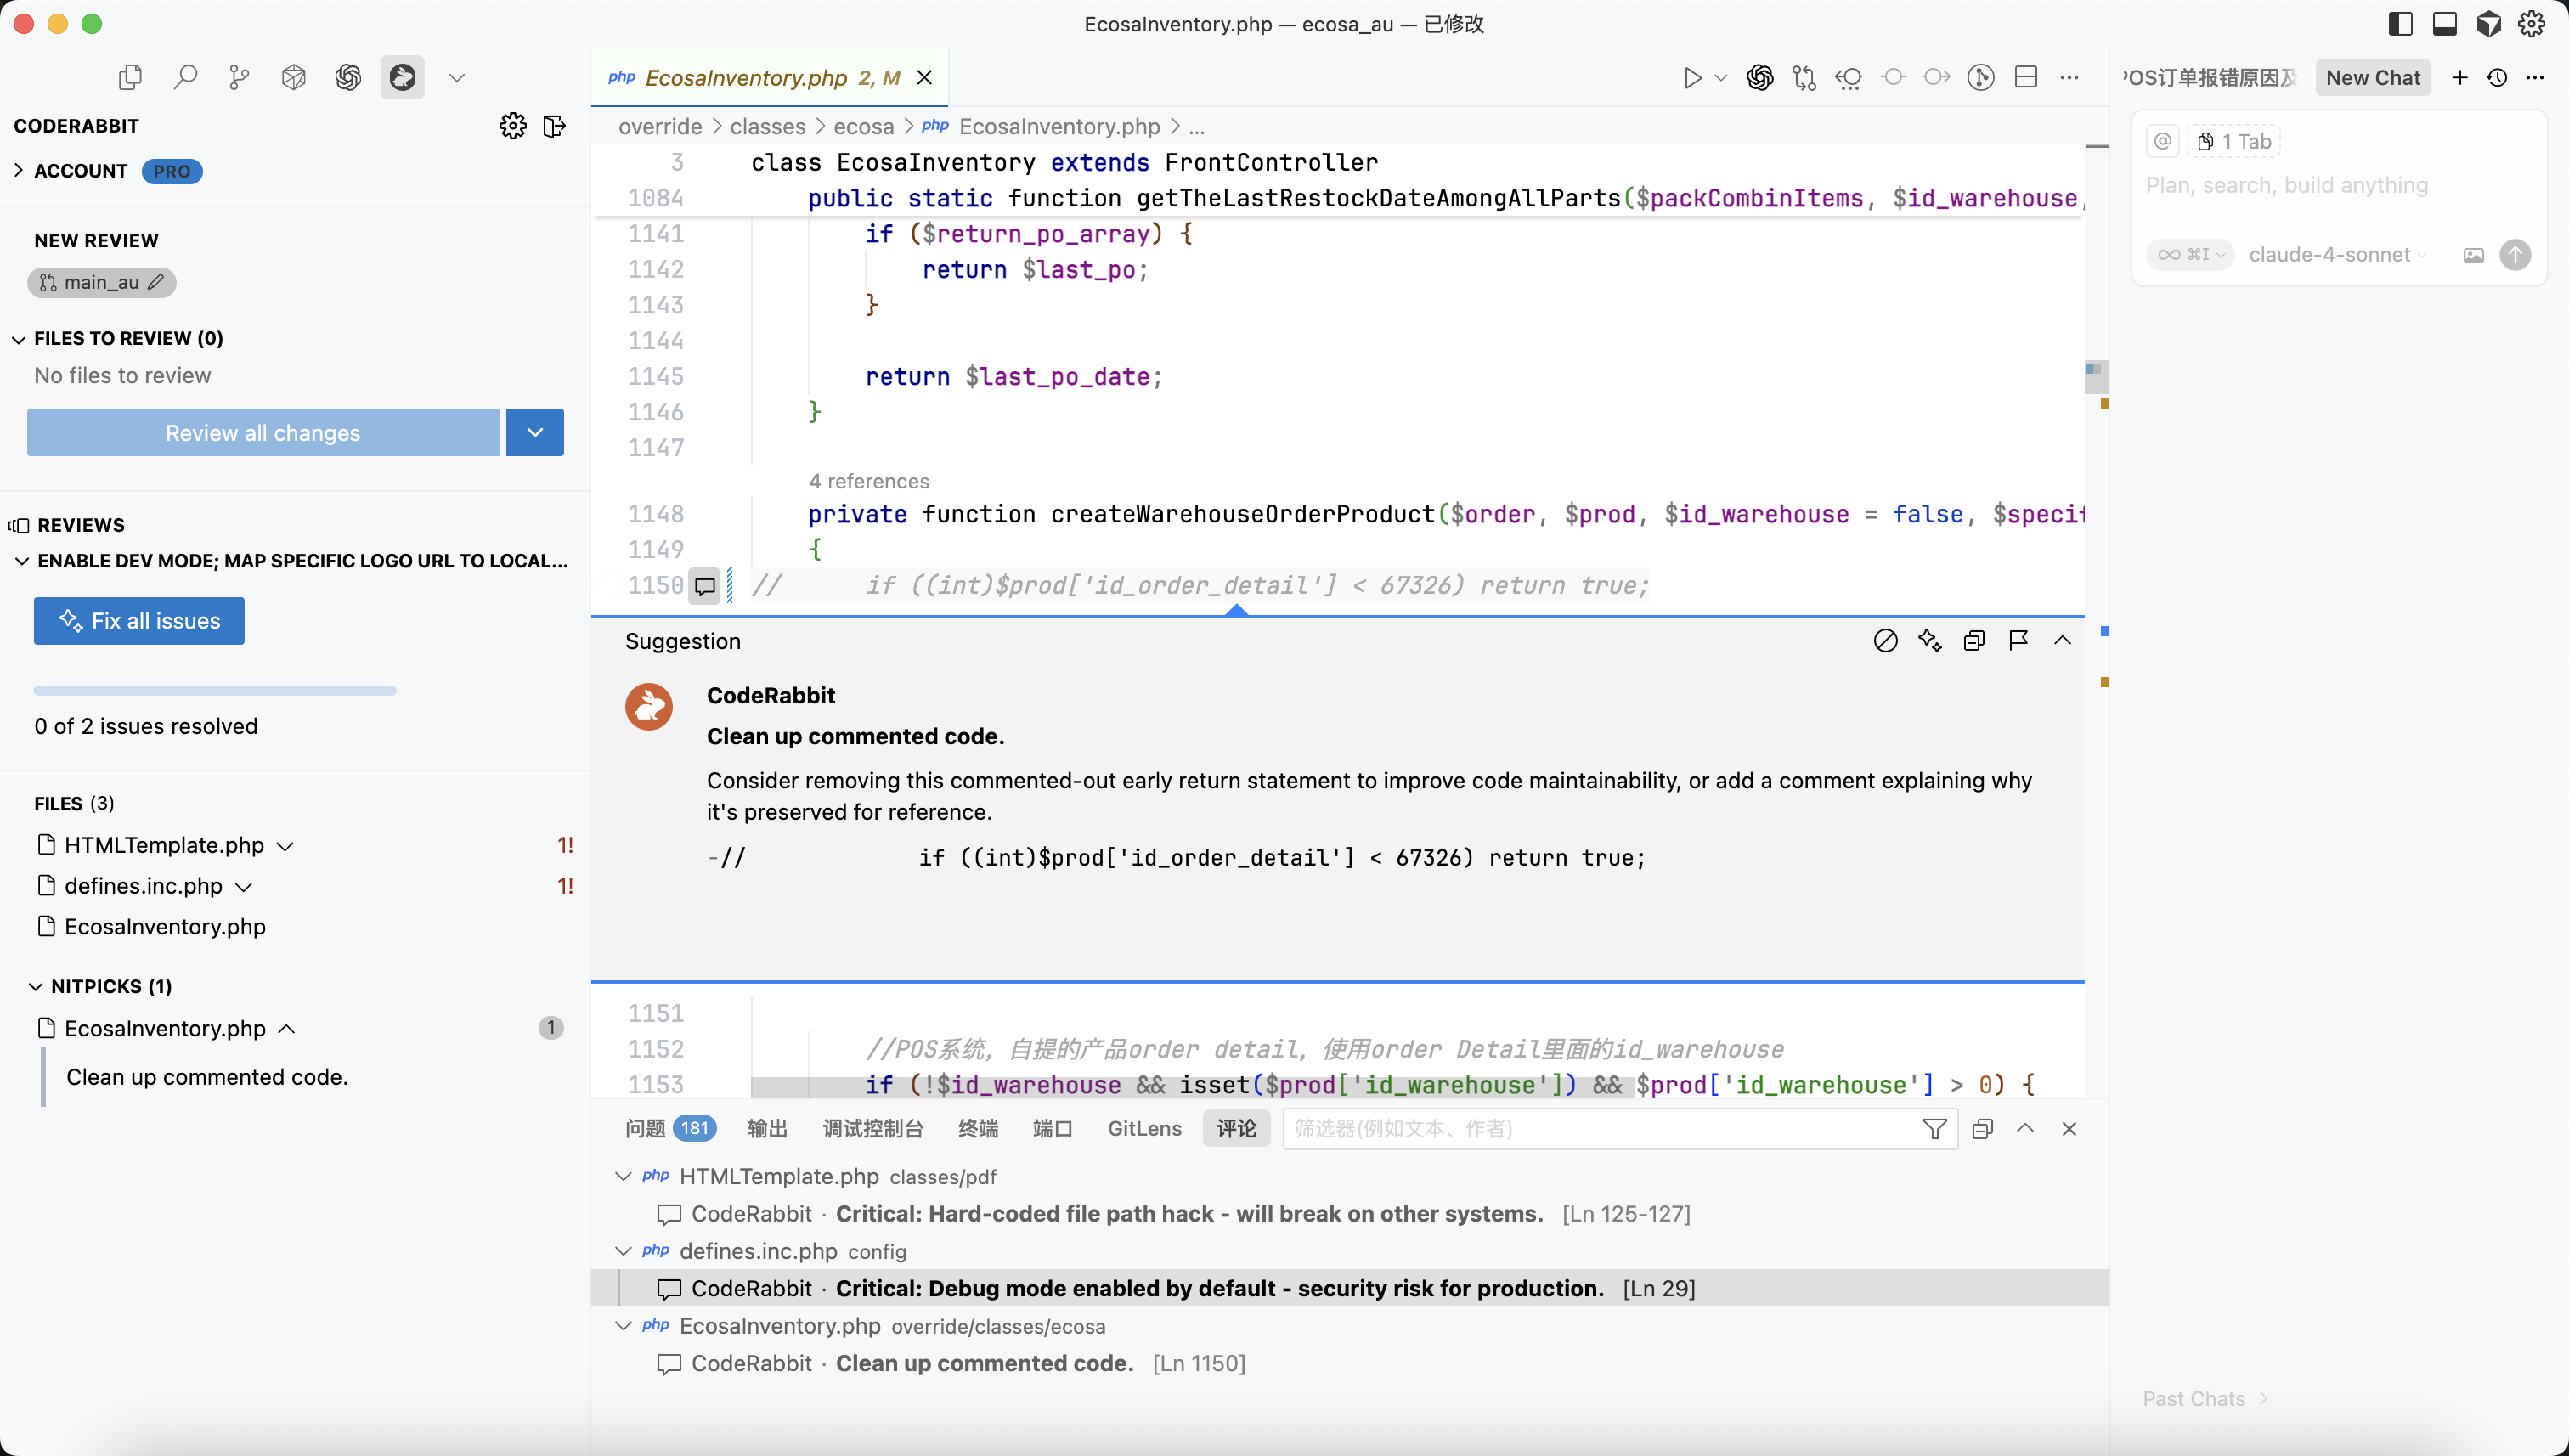 EcosaInventory.php — ecosa_au — 已修改
CODERABBIT
ACCOUNT PRO
NEW REVIEW
main_au
FILES TO REVIEW (0)
No files to review
Review all changes
REVIEWS
ENABLE DEV MODE; MAP SPECIFIC LOGO URL TO LOCAL...
Fix all issues
0 of 2 issues resolved
FILES (3)
HTMLTemplate.php 1!
defines.inc.php 1!
EcosaInventory.php
NITPICKS (1)
EcosaInventory.php 1
Clean up commented code.
php EcosaInventory.php 2, M
override > classes > ecosa > php EcosaInventory.php > ...
3 class EcosaInventory extends FrontController
1084 public static function getTheLastRestockDateAmongAllParts($packCombinItems, $id_warehouse,
1141 if ($return_po_array) {
1142 return $last_po;
1143 }
1144
1145 return $last_po_date;
1146 }
1147
4 references
1148 private function createWarehouseOrderProduct($order, $prod, $id_warehouse = false, $specif
1149 {
1150 // if ((int)$prod['id_order_detail'] < 67326) return true;
Suggestion
CodeRabbit
Clean up commented code.
Consider removing this commented-out early return statement to improve code maintainability, or add a comment explaining why
it's preserved for reference.
-// if ((int)$prod['id_order_detail'] < 67326) return true;
1151
1152 //POS系统，自提的产品order detail，使用order Detail里面的id_warehouse
1153 if (!$id_warehouse && isset($prod['id_warehouse']) && $prod['id_warehouse'] > 0) {
问题 181 输出 调试控制台 终端 端口 GitLens 评论 筛选器(例如文本、作者)
php HTMLTemplate.php classes/pdf
CodeRabbit · Critical: Hard-coded file path hack - will break on other systems. [Ln 125-127]
php defines.inc.php config
CodeRabbit · Critical: Debug mode enabled by default - security risk for production. [Ln 29]
php EcosaInventory.php override/classes/ecosa
CodeRabbit · Clean up commented code. [Ln 1150]
POS订单报错原因及 New Chat
@ 1 Tab
Plan, search, build anything
∞ ⌘I claude-4-sonnet
Past Chats >